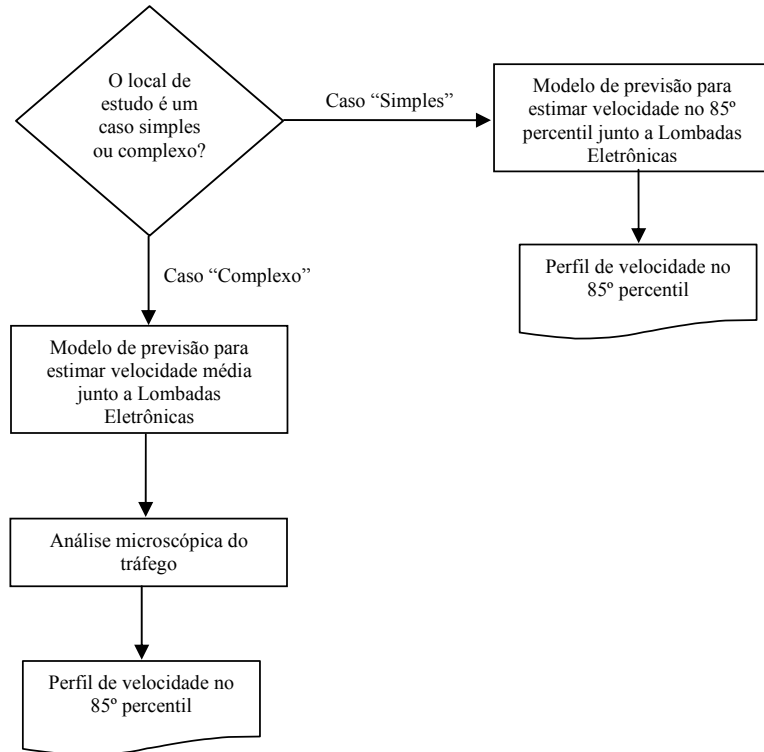 O local de
estudo é um
caso simples
ou complexo?
Caso “Simples”
Modelo de previsão para
estimar velocidade no 85º
percentil junto a Lombadas
Eletrônicas
Perfil de velocidade no
85º percentil
Caso “Complexo”
Modelo de previsão para
estimar velocidade média
junto a Lombadas
Eletrônicas
Análise microscópica do
tráfego
Perfil de velocidade no
85º percentil